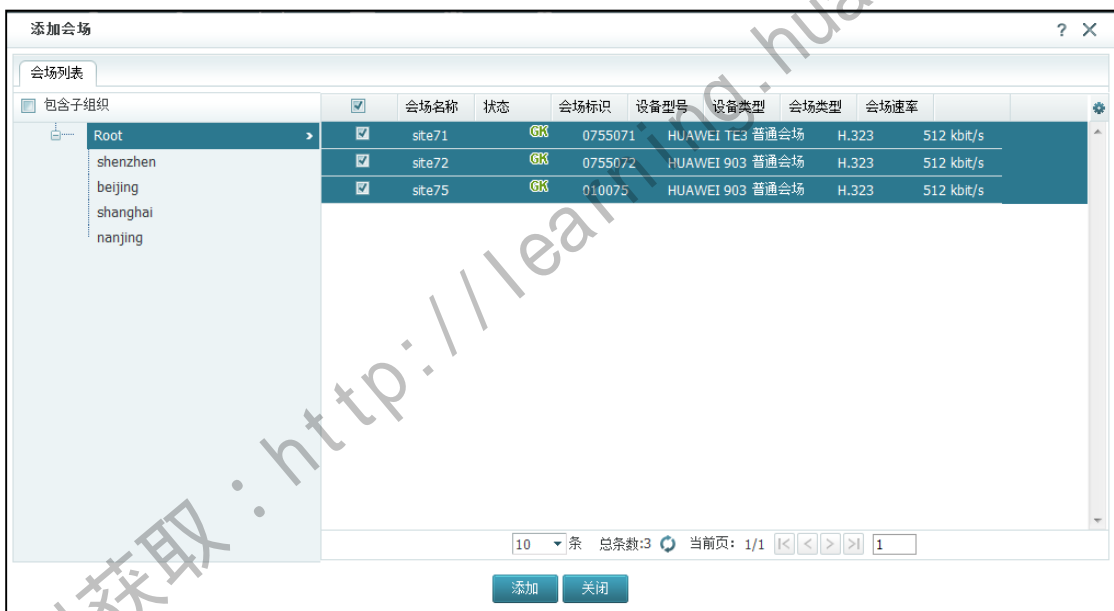 添加会场 ?
会场列表
包含子组织
Root
shenzhen
beijing
shanghai
nanjing
会场名称 状态 会场标识 设备型号 设备类型 会场类型 会场速率
site71 GK 0755071 HUAWEI TE3 普通会场 H.323 512 kbit/s
site72 GK 0755072 HUAWEI 903 普通会场 H.323 512 kbit/s
site75 GK 010075 HUAWEI 903 普通会场 H.323 512 kbit/s
10 条 总条数:3 当前页: 1/1 1
添加 关闭
获取:http://learning.hua